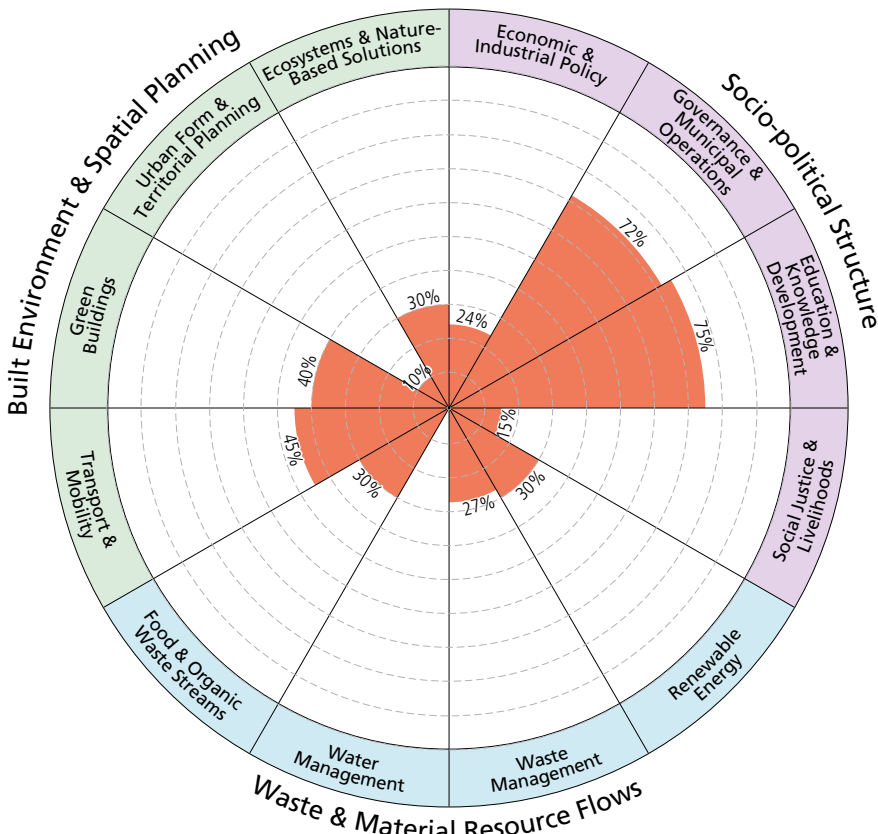 Built Environment & Spatial Planning
Socio-political Structure
Waste & Material Resource Flows
Economic &
Industrial Policy
Governance &
Municipal
Operations
Education &
Knowledge
Development
Social Justice &
Livelihoods
Renewable
Energy
Waste
Management
Water
Management
Food & Organic
Waste Streams
Transport &
Mobility
Green
Buildings
Urban Form &
Territorial Planning
Ecosystems & Nature-
Based Solutions
24%
72%
75%
15%
30%
27%
30%
45%
40%
10%
30%